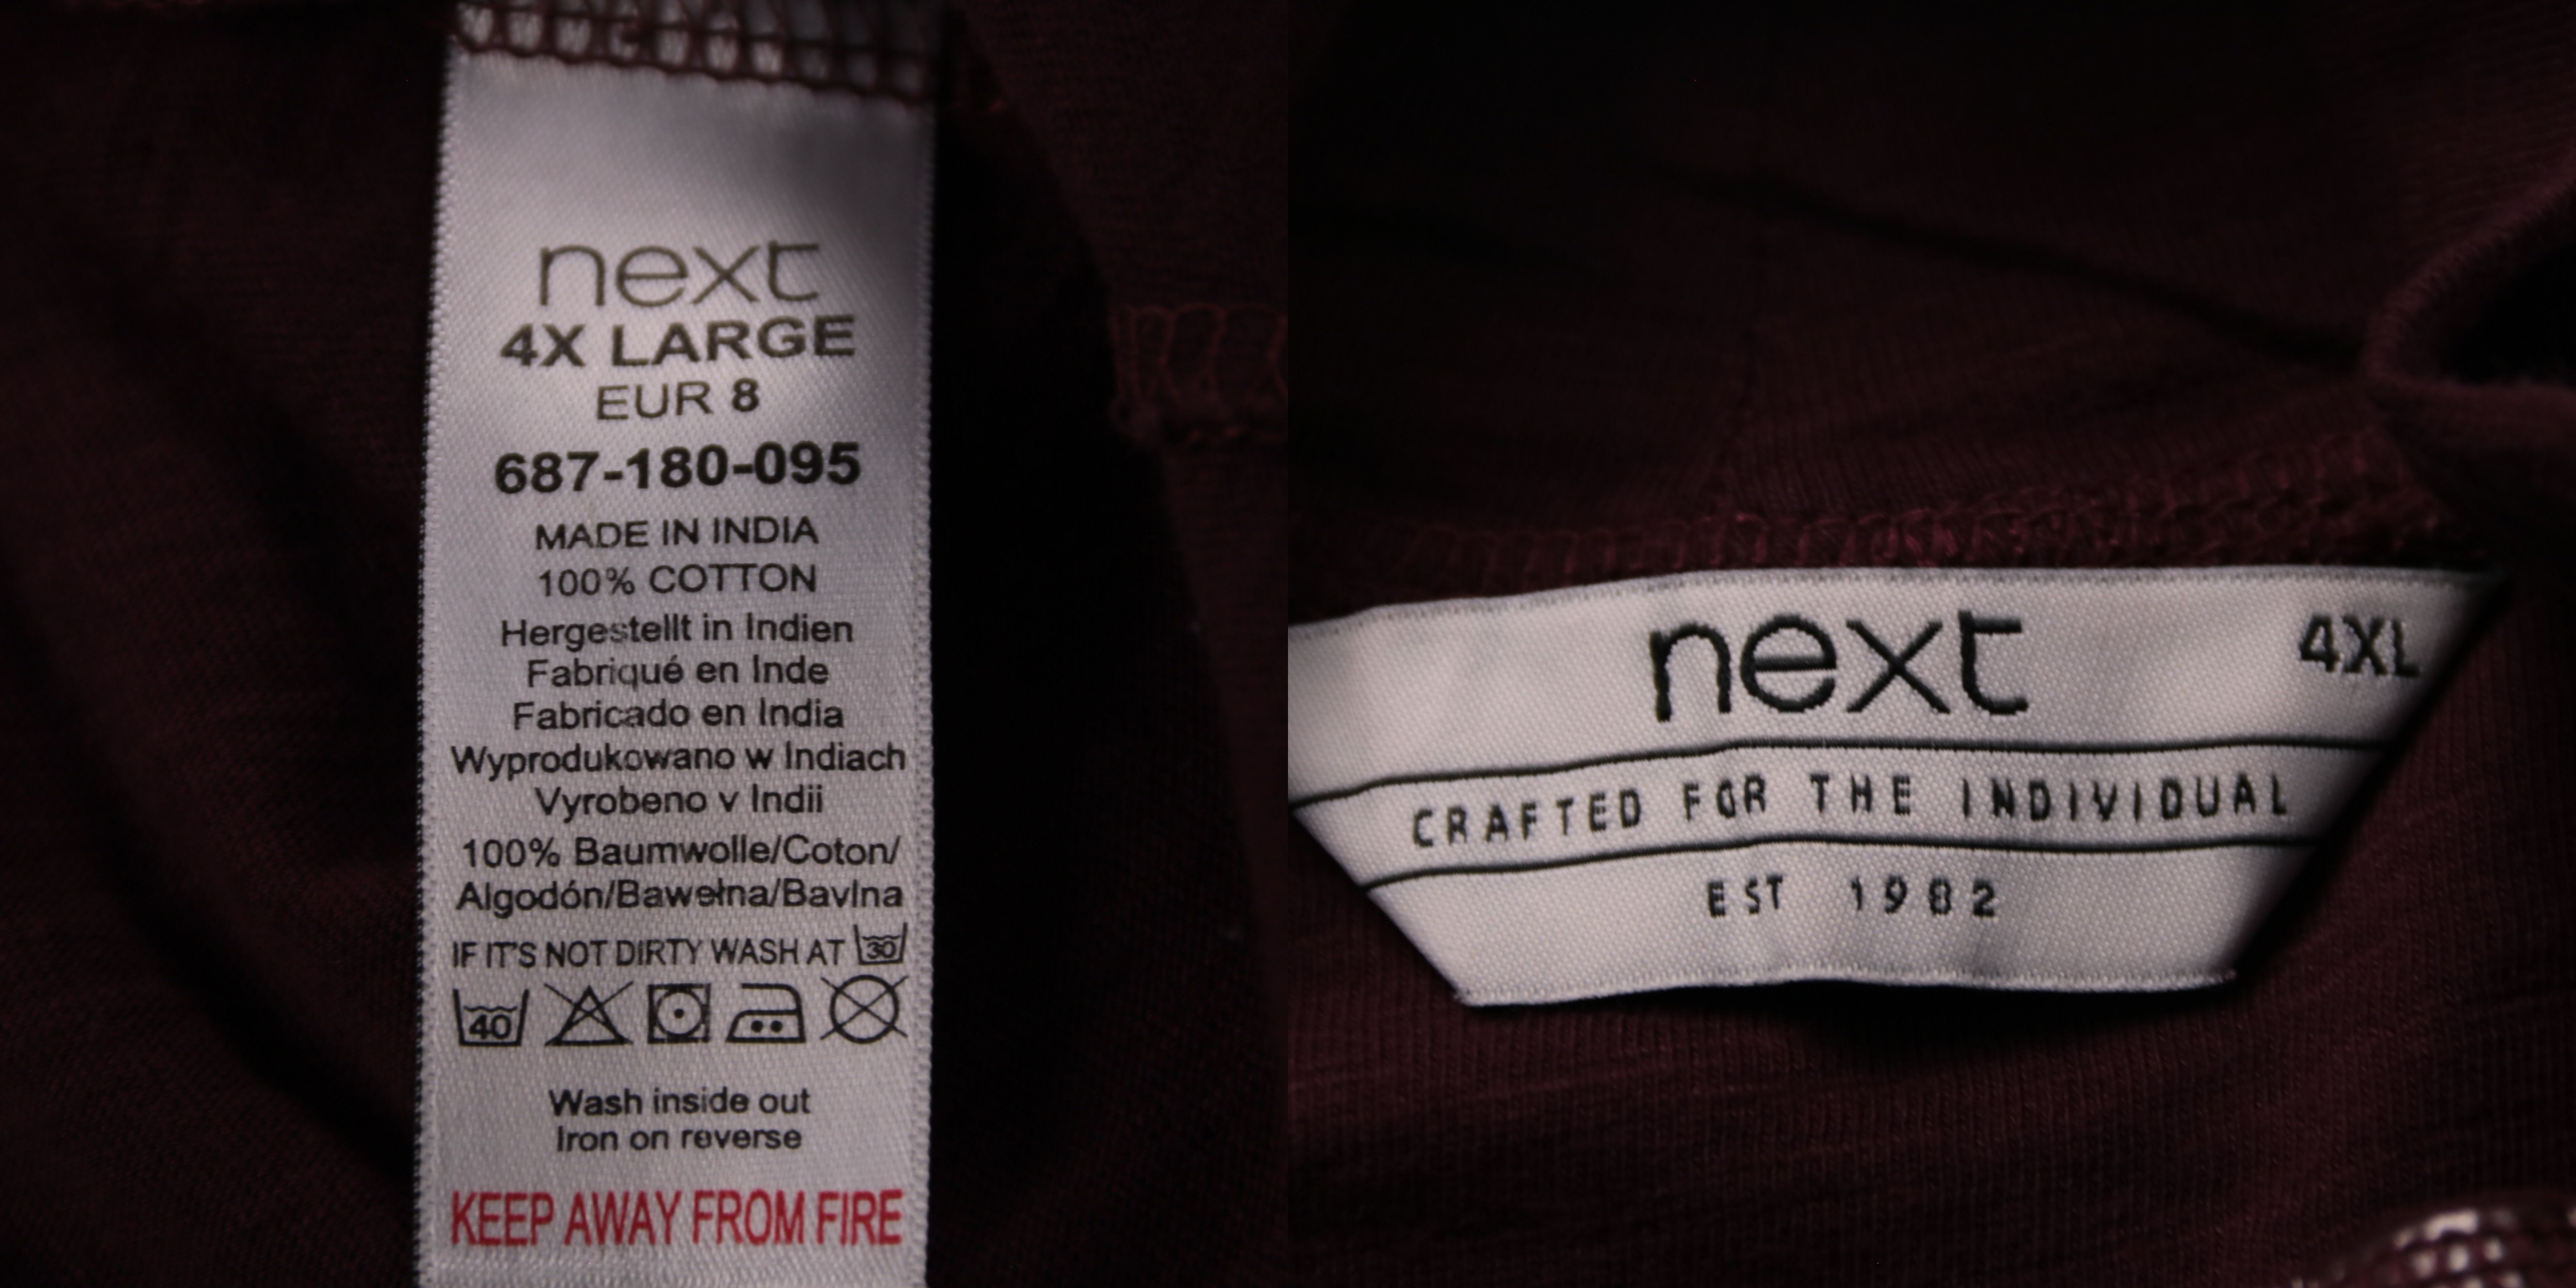 next
4X LARGE
EUR 8
687-180-095
MADE IN INDIA
100% COTTON
Hergestellt in Indien
Fabriqué en Inde
Fabricado en India
Wyprodukowano w Indiach
Vyrobeno v Indii
100% Baumwolle/Coton/
Algodón/Bawełna/Bavlna
IF IT'S NOT DIRTY WASH AT 30
40
Wash inside out
Iron on reverse
KEEP AWAY FROM FIRE
next 4XL
CRAFTED FOR THE INDIVIDUAL
EST 1982